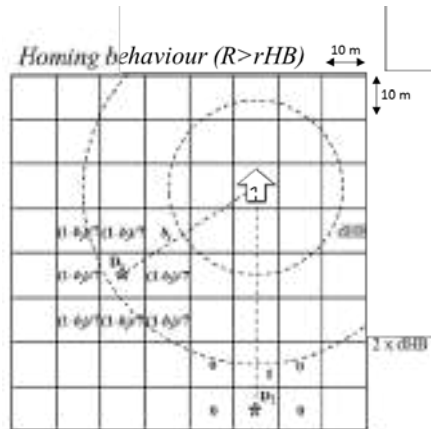 Homing behaviour (R>rHB)
10 m
10 m
(1-b)/7 (1-b)/7 b
dHB
(1-b)/7 (1-b)/7
(1-b)/7 (1-b)/7 (1-b)/7
2 x dHB
0 1 0
D1
0 0